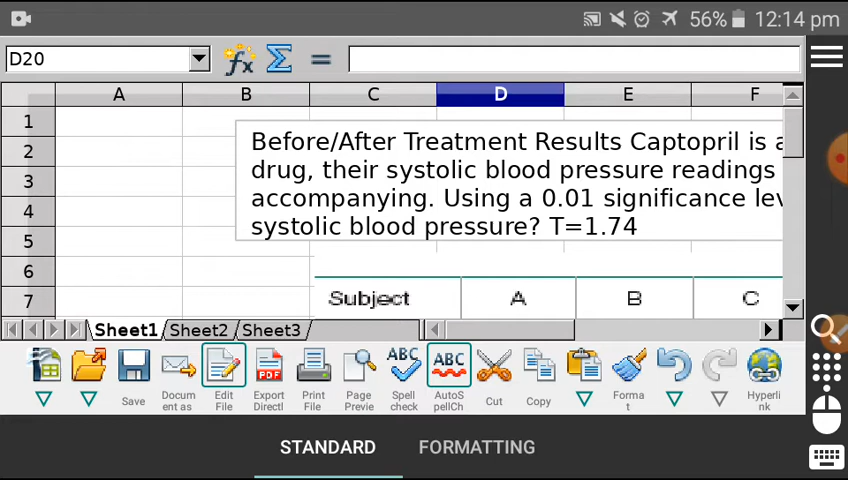 56% 12:14 pm
D20
A B C D E F
1
2
3
4
5
6
7
Before/After Treatment Results Captopril is a
drug, their systolic blood pressure readings
accompanying. Using a 0.01 significance lev
systolic blood pressure? T=1.74
Subject A B C
Sheet1 Sheet2 Sheet3
Save
Docum
ent as
Edit
File
Export
Directl
Print
File
Page
Previe
Spell
check
AutoS
pellCh
Cut
Copy
Forma
t
Hyperli
nk
PDF
ABC
ABC
STANDARD FORMATTING